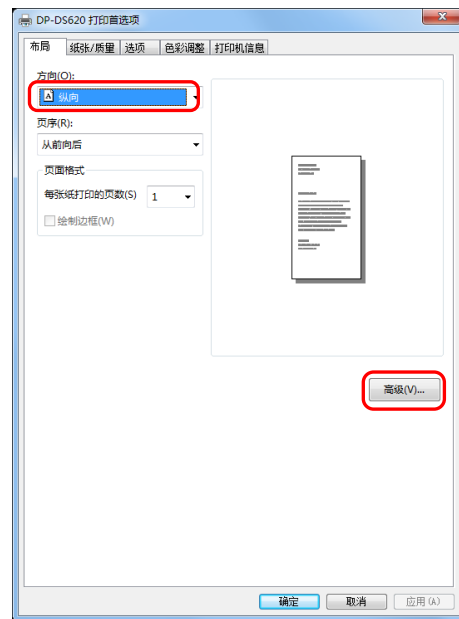 DP-DS620 打印首选项
布局 纸张/质量 选项 色彩调整 打印机信息
方向(O):
A 纵向
页序(R):
从前向后
页面格式
每张纸打印的页数(S) 1
绘制边框(W)
高级(V)...
确定 取消 应用(A)